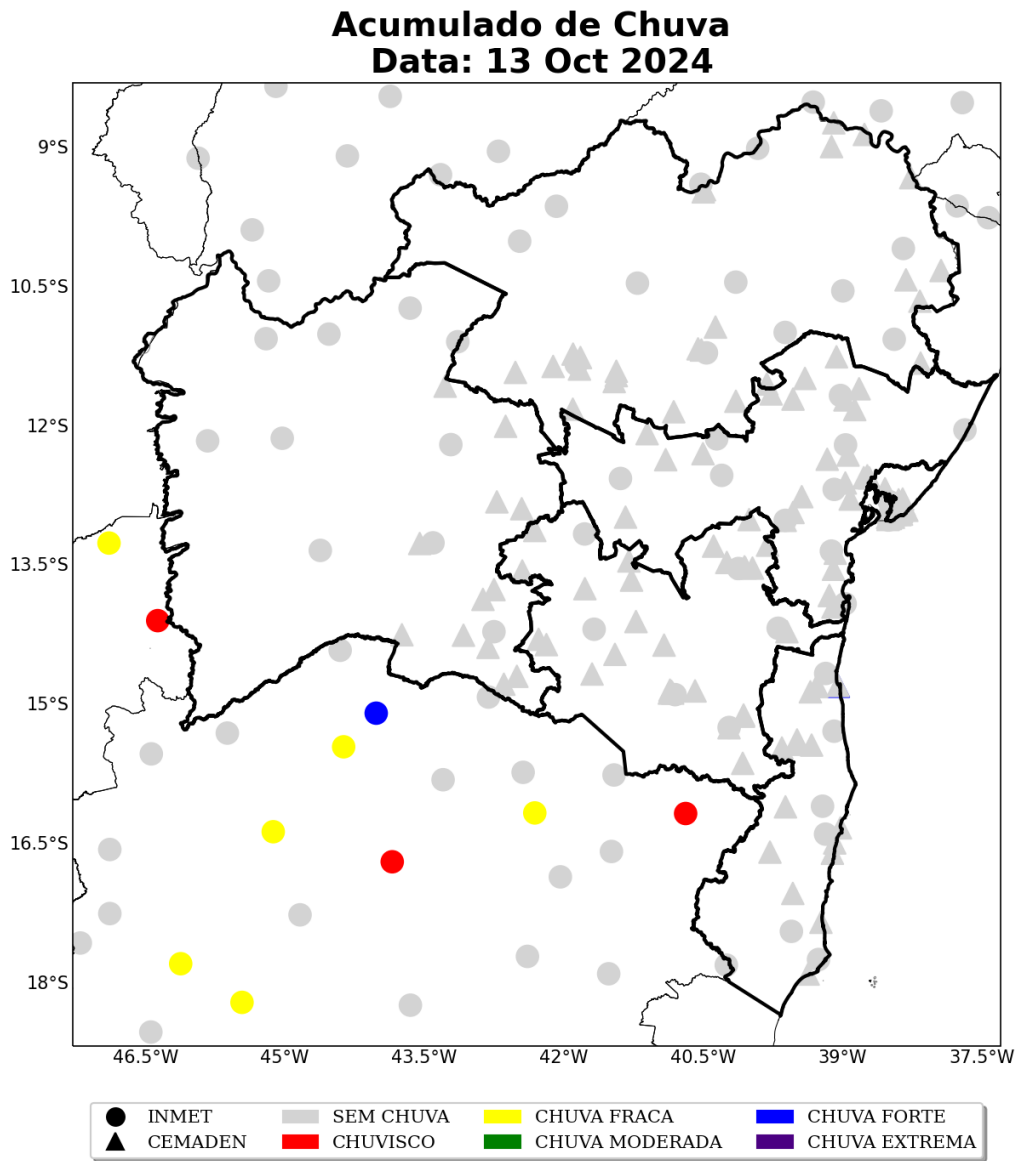 Acumulado de Chuva
Data: 13 Oct 2024
9°S
10.5°S
12°S
13.5°S
15°S
16.5°S
18°S
46.5°W 45°W 43.5°W 42°W 40.5°W 39°W 37.5°W
INMET SEM CHUVA CHUVA FRACA CHUVA FORTE
CEMADEN CHUVISCO CHUVA MODERADA CHUVA EXTREMA